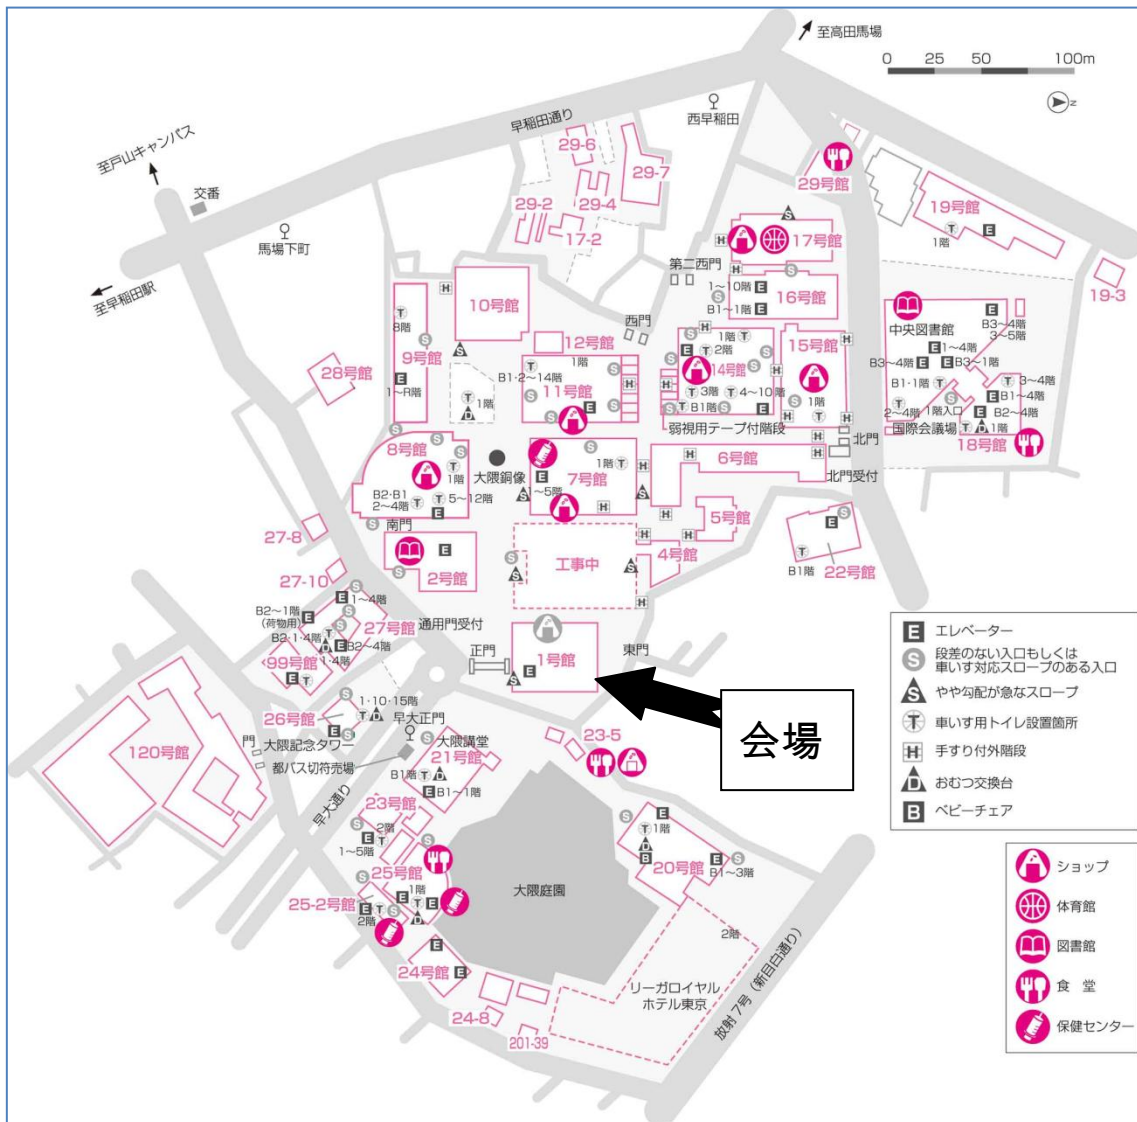 至高田馬場
0 25 50 100m
N
西早稲田
早稲田通り
至戸山キャンパス
交番
馬場下町
至早稲田駅
29-6
29-7
29-2
29-4
17-2
29号館
19号館
1階
19-3
17号館
第二西門
1〜10階
B1〜1階
16号館
中央図書館
B3〜4階
3〜5階
1〜4階
B3〜4階
B3〜1階
B1・1階
3〜4階
B1〜4階
2〜4階
1階入口
B2〜4階
国際会議場
1階
18号館
10号館
8階
9号館
1〜R階
28号館
12号館
西門
1階
B1・2〜14階
11号館
1階
1階
2階
14号館
3階
4〜10階
B1階
15号館
1階
弱視用テープ付階段
北門
北門受付
8号館
1階
B2・B1
2〜4階
5〜12階
大隈銅像
1〜5階
7号館
1階
6号館
5号館
4号館
工事中
南門
2号館
27-8
27-10
22号館
B1階
B2〜1階
(荷物用)
1〜4階
27号館
通用門受付
B2・1・4階
B2〜4階
1・4階
99号館
正門
1号館
東門
会場
26号館
1・10・15階
大隈記念タワー
早大正門
門
都バス切符売場
120号館
大隈講堂
21号館
B1階
B1〜1階
23-5
早大通り
23号館
2階
1〜5階
25号館
1階
25-2号館
2階
24号館
24-8
201-39
大隈庭園
1階
20号館
B1〜3階
2階
リーガロイヤル
ホテル東京
放射7号(新目白通り)
E エレベーター
S 段差のない入口もしくは
車いす対応スロープのある入口
S やや勾配が急なスロープ
T 車いす用トイレ設置箇所
H 手すり付外階段
D おむつ交換台
B ベビーチェア
ショップ
体育館
図書館
食 堂
保健センター